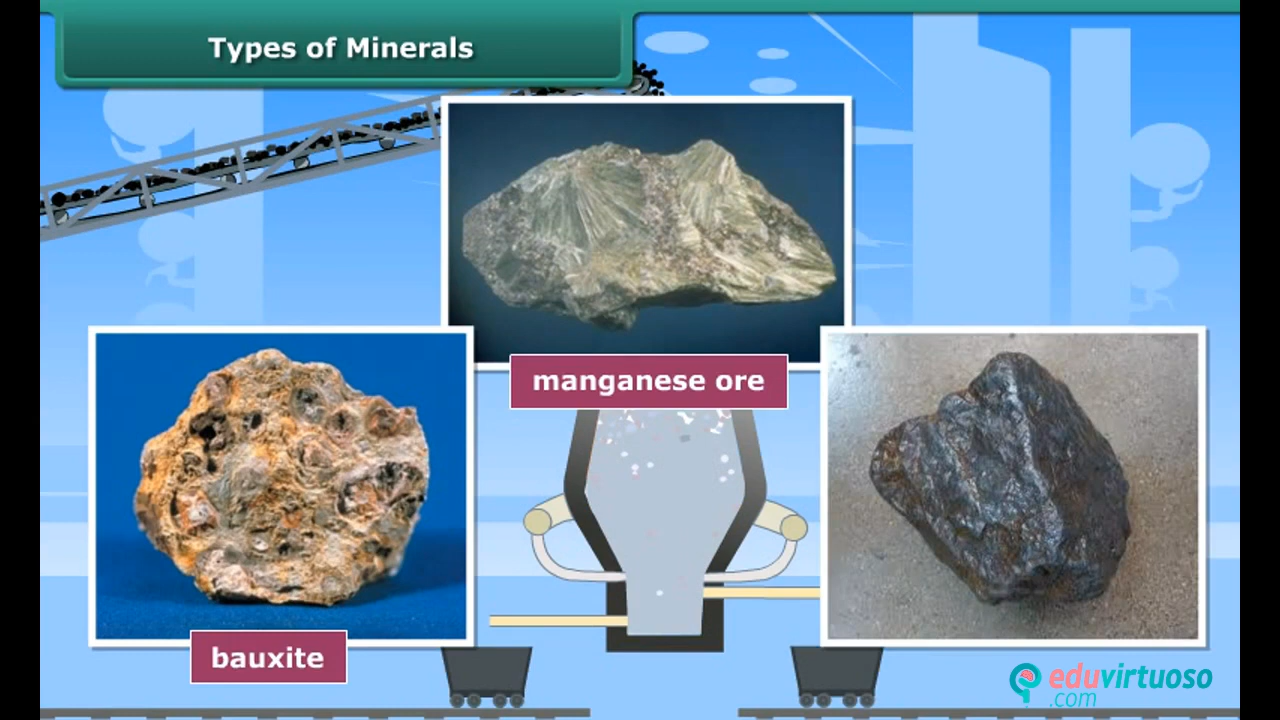 Types of Minerals
manganese ore
bauxite
eduvirtuoso
.com